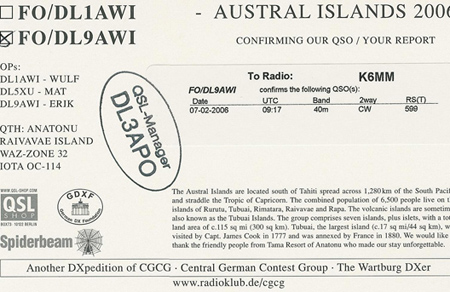 FO/DL1AWI - AUSTRAL ISLANDS 2006
FO/DL9AWI
CONFIRMING OUR QSO / YOUR REPORT
OPs:
DL1AWI - WULF
DL5XU - MAT
DL9AWI - ERIK
QTH: ANATONU
RAIVAVAE ISLAND
WAZ-ZONE 32
IOTA OC-114
QSL-Manager
DL3APO
To Radio: K6MM
FO/DL9AWI confirms the following QSO(s):
Date UTC Band 2way RS(T)
07-02-2006 09:17 40m CW 599
WWW.QSL-SHOP.COM
QSL
SHOP
GDXF
Spiderbeam
The Austral Islands are located south of Tahiti spread across 1,280km of the South Pacif
and straddle the Tropic of Capricorn. The combined population of 6,500 people live on t
islands of Rurutu, Tubuai, Rimatara, Raivavae and Rapa. The volcanic islands are sometim
also known as the Tubuai Islands. The group comprises seven islands, plus islets, with a tot
land area of c.115 sq mi (300 sq km). Tubuai, the largest island (c.17 sq mi/44 sq km), w
visited by Capt. James Cook in 1777 and was annexed by France in 1880. We would like
thank the friendly people from Tama Resort of Anatonu who made our stay unforgettable.
Another DXpedition of CGCG - Central German Contest Group - The Wartburg DXer
www.radioklub.de/cgcg